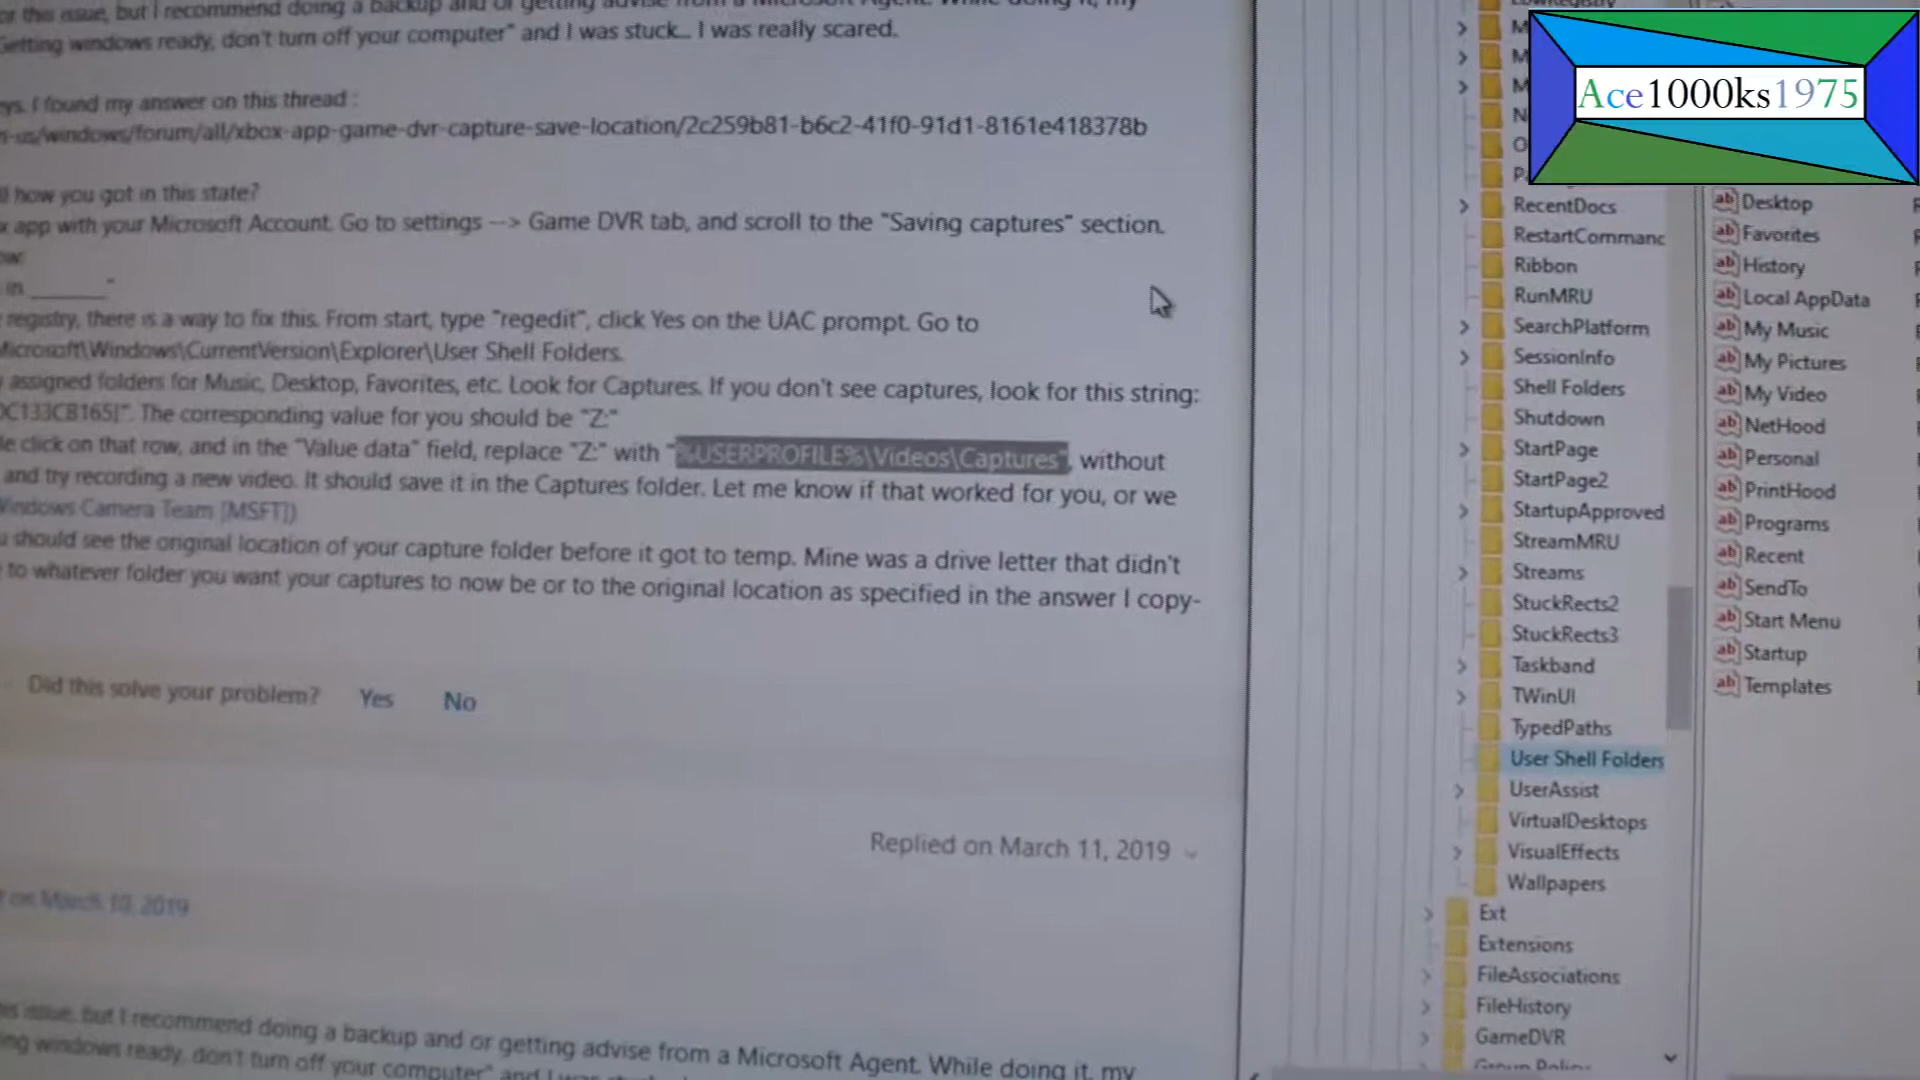 or this issue, but I recommend doing a backup and or getting advise from a Microsoft Agent. While doing it, my
Getting windows ready, don't turn off your computer" and I was stuck... I was really scared.
eys. I found my answer on this thread :
n-us/windows/forum/all/xbox-app-game-dvr-capture-save-location/2c259b81-b6c2-41f0-91d1-8161e418378b
ll how you got in this state?
x app with your Microsoft Account. Go to settings --> Game DVR tab, and scroll to the "Saving captures" section.
ow:
in ______"
registry, there is a way to fix this. From start, type "regedit", click Yes on the UAC prompt. Go to
Microsoft\Windows\CurrentVersion\Explorer\User Shell Folders.
y assigned folders for Music, Desktop, Favorites, etc. Look for Captures. If you don't see captures, look for this string:
0C133CB165}". The corresponding value for you should be "Z:"
le click on that row, and in the "Value data" field, replace "Z:" with "%USERPROFILE%\Videos\Captures", without
and try recording a new video. It should save it in the Captures folder. Let me know if that worked for you, or we
Windows Camera Team [MSFT])
u should see the original location of your capture folder before it got to temp. Mine was a drive letter that didn't
to whatever folder you want your captures to now be or to the original location as specified in the answer I copy-
Did this solve your problem? Yes No
Replied on March 11, 2019
on March 10, 2019
his issue, but I recommend doing a backup and or getting advise from a Microsoft Agent. While doing it, my
ing windows ready, don't turn off your computer" and I was
RecentDocs
RestartCommanc
Ribbon
RunMRU
SearchPlatform
SessionInfo
Shell Folders
Shutdown
StartPage
StartPage2
StartupApproved
StreamMRU
Streams
StuckRects2
StuckRects3
Taskband
TWinUI
TypedPaths
User Shell Folders
UserAssist
VirtualDesktops
VisualEffects
Wallpapers
Ext
Extensions
FileAssociations
FileHistory
GameDVR
Group Policy
Ace1000ks1975
Desktop
Favorites
History
Local AppData
My Music
My Pictures
My Video
NetHood
Personal
PrintHood
Programs
Recent
SendTo
Start Menu
Startup
Templates